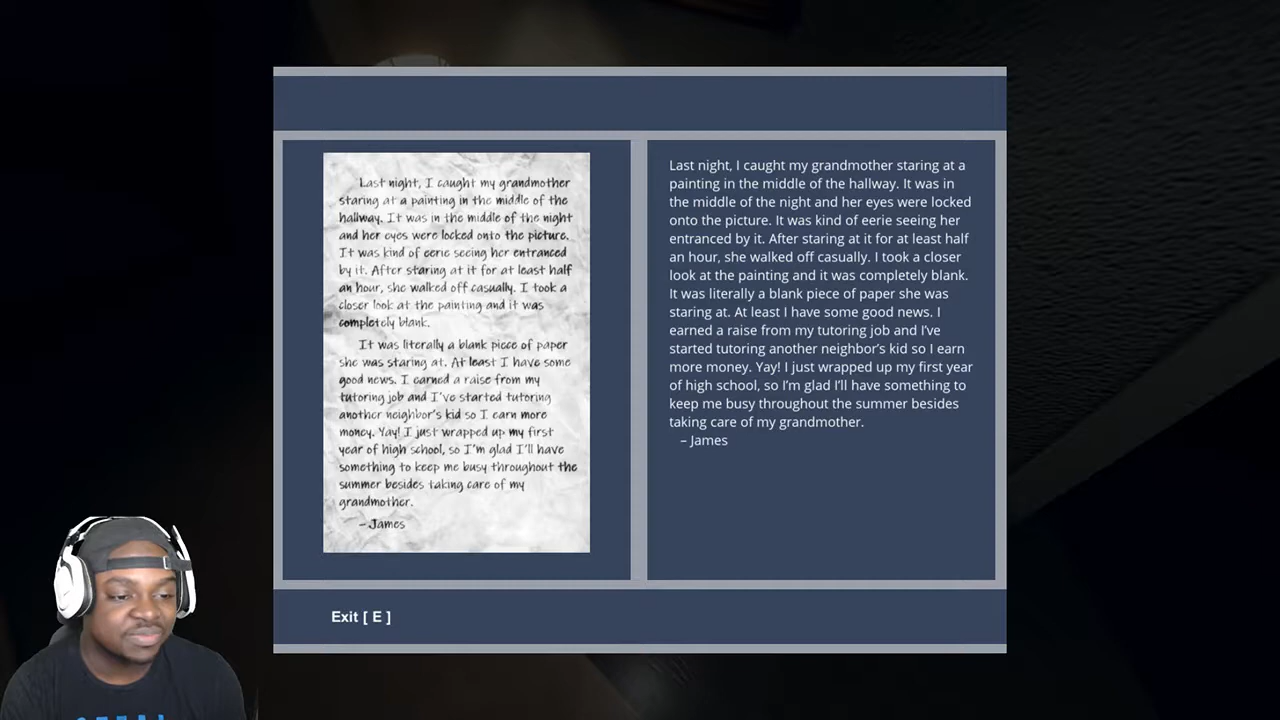 Last night, I caught my grandmother
staring at a painting in the middle of the
hallway. It was in the middle of the night
and her eyes were locked onto the picture.
It was kind of eerie seeing her entranced
by it. After staring at it for at least half
an hour, she walked off casually. I took a
closer look at the painting and it was
completely blank.
It was literally a blank piece of paper
she was staring at. At least I have some
good news. I earned a raise from my
tutoring job and I've started tutoring
another neighbor's kid so I earn more
money. Yay! I just wrapped up my first
year of high school, so I'm glad I'll have
something to keep me busy throughout the
summer besides taking care of my
grandmother.
– James
Last night, I caught my grandmother staring at a
painting in the middle of the hallway. It was in
the middle of the night and her eyes were locked
onto the picture. It was kind of eerie seeing her
entranced by it. After staring at it for at least half
an hour, she walked off casually. I took a closer
look at the painting and it was completely blank.
It was literally a blank piece of paper she was
staring at. At least I have some good news. I
earned a raise from my tutoring job and I've
started tutoring another neighbor's kid so I earn
more money. Yay! I just wrapped up my first year
of high school, so I'm glad I'll have something to
keep me busy throughout the summer besides
taking care of my grandmother.
– James
Exit [ E ]